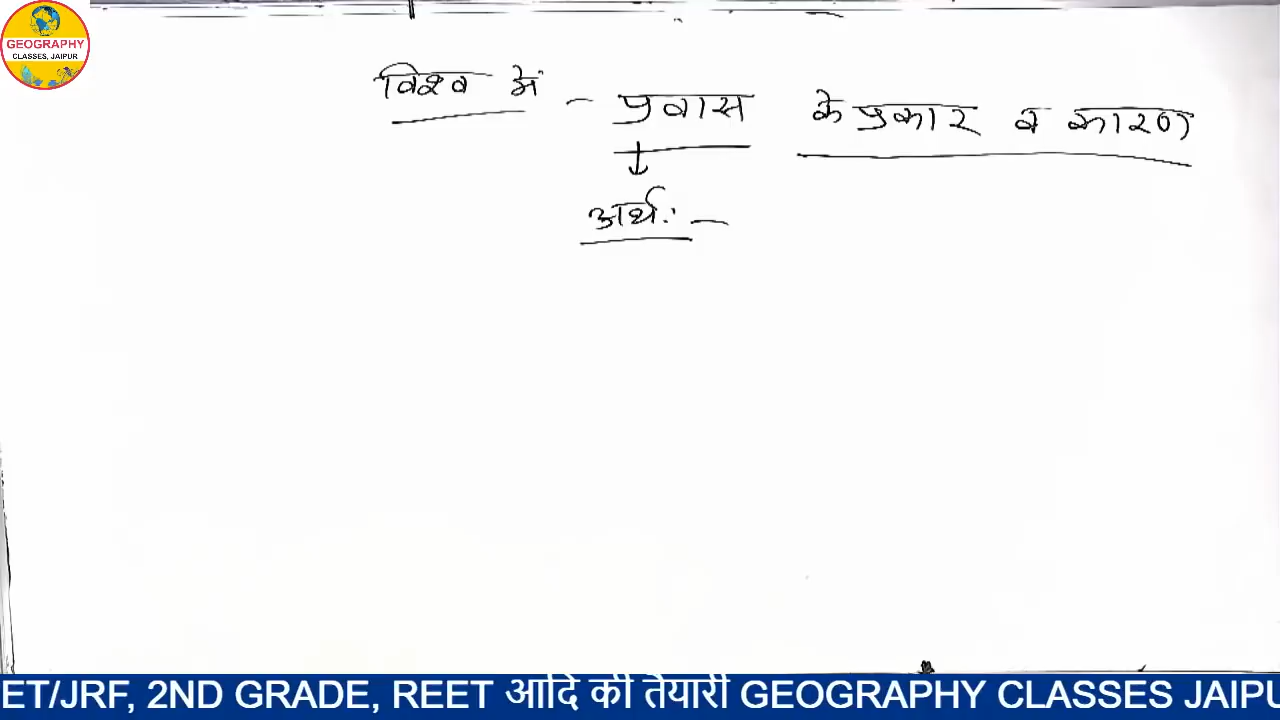 GEOGRAPHY
CLASSES, JAIPUR
विश्व में - प्रवास के प्रकार व कारण
अर्थ: -
ET/JRF, 2ND GRADE, REET आदि की तैयारी GEOGRAPHY CLASSES JAIPU